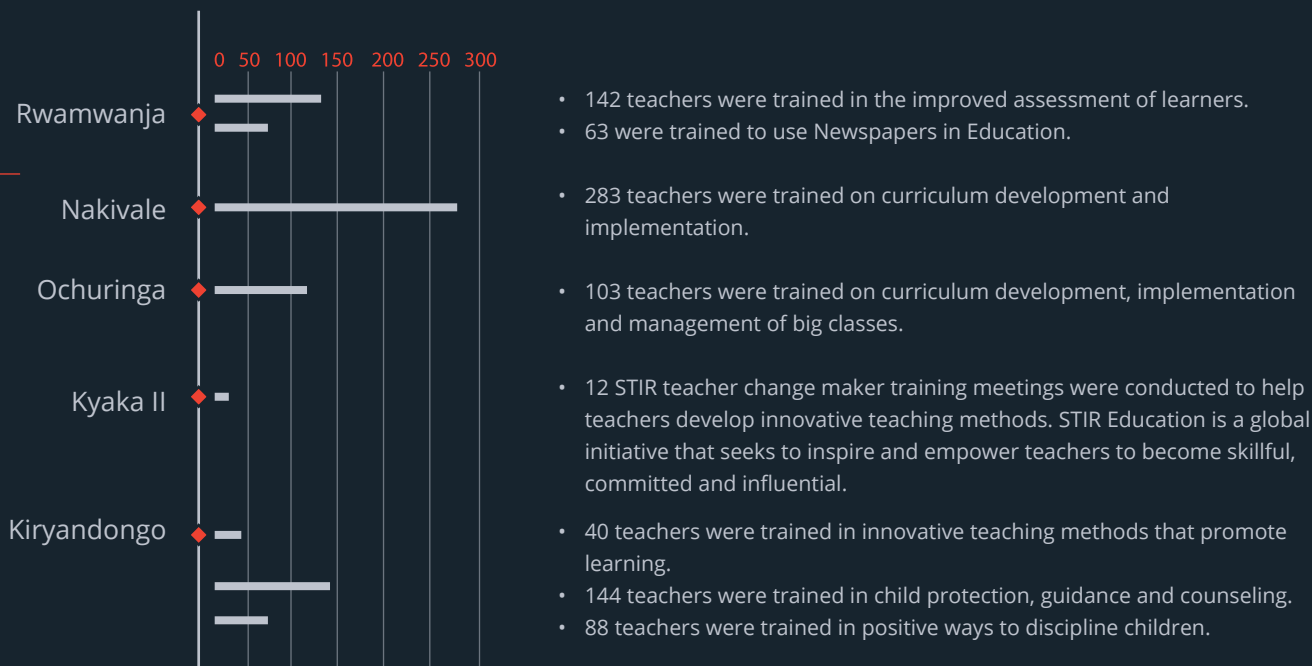 0 50 100 150 200 250 300
Rwamwanja
• 142 teachers were trained in the improved assessment of learners.
• 63 were trained to use Newspapers in Education.
Nakivale
• 283 teachers were trained on curriculum development and
implementation.
Ochuringa
• 103 teachers were trained on curriculum development, implementation
and management of big classes.
Kyaka II
• 12 STIR teacher change maker training meetings were conducted to help
teachers develop innovative teaching methods. STIR Education is a global
initiative that seeks to inspire and empower teachers to become skillful,
committed and influential.
Kiryandongo
• 40 teachers were trained in innovative teaching methods that promote
learning.
• 144 teachers were trained in child protection, guidance and counseling.
• 88 teachers were trained in positive ways to discipline children.